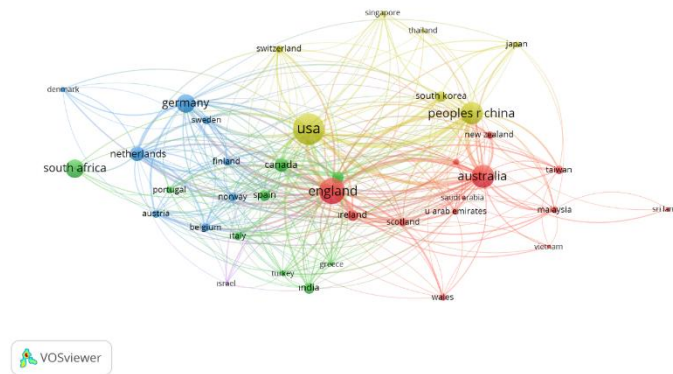 singapore
thailand
japan
switzerland
denmark
south korea
germany
peoples r china
sweden
usa
new zealand
netherlands
finland
canada
south africa
taiwan
australia
portugal
norway
spain
england
saudi arabia
austria
ireland
u arab emirates
malaysia
sri lan
scotland
belgium
italy
vietnam
greece
turkey
israel
india
wales
VOSviewer